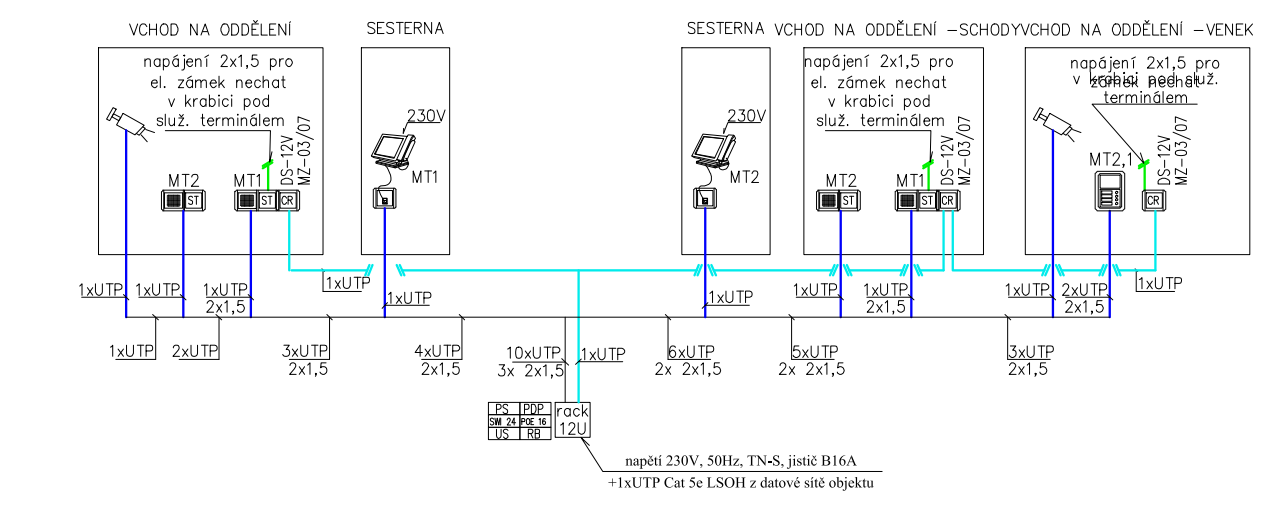 VCHOD NA ODDĚLENÍ
SESTERNA
SESTERNA
VCHOD NA ODDĚLENÍ –SCHODY
VCHOD NA ODDĚLENÍ –VENEK
napájení 2x1,5 pro
el. zámek nechat
v krabici pod
služ. terminálem
DS–12V
MZ–03/07
MT2
MT1
ST
ST
CR
230V
MT1
230V
MT2
napájení 2x1,5 pro
el. zámek nechat
v krabici pod
služ. terminálem
DS–12V
MZ–03/07
MT2
MT1
ST
ST
CR
napájení 2x1,5 pro
zámek nechat
v krabici pod služ.
terminálem
DS–12V
MZ–03/07
MT2,1
CR
1xUTP
1xUTP
1xUTP
2x1,5
1xUTP
1xUTP
1xUTP
1xUTP
1xUTP
2x1,5
1xUTP
2xUTP
2x1,5
1xUTP
1xUTP
2xUTP
3xUTP
2x1,5
4xUTP
2x1,5
10xUTP
3x 2x1,5
1xUTP
6xUTP
2x 2x1,5
5xUTP
2x 2x1,5
3xUTP
2x1,5
PS PDP
SWI 24 POE 16
US RB
rack
12U
napětí 230V, 50Hz, TN-S, jistič B16A
+1xUTP Cat 5e LSOH z datové sítě objektu